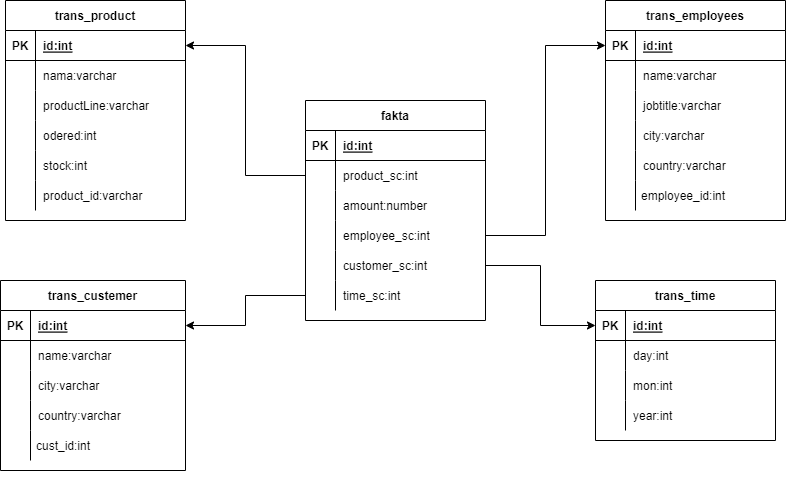 trans_product
PK id:int
nama:varchar
productLine:varchar
odered:int
stock:int
product_id:varchar
trans_employees
PK id:int
name:varchar
jobtitle:varchar
city:varchar
country:varchar
employee_id:int
fakta
PK id:int
product_sc:int
amount:number
employee_sc:int
customer_sc:int
time_sc:int
trans_custemer
PK id:int
name:varchar
city:varchar
country:varchar
cust_id:int
trans_time
PK id:int
day:int
mon:int
year:int